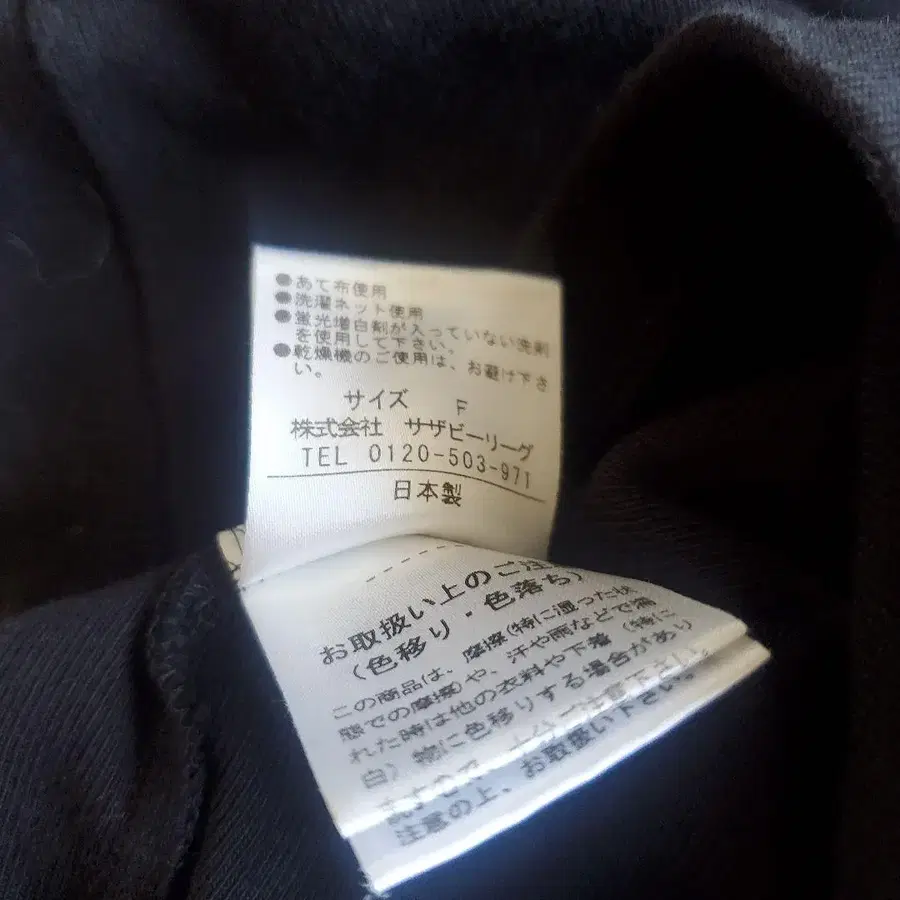 ●あて布使用
●洗濯ネット使用
●蛍光増白剤が入っていない洗剤
を使用して下さい。
●乾燥機のご使用は、お避け下さ
い。
サイズ F
株式会社 サザビーリーグ
TEL 0120-503-971
日本製
お取扱い上のご注
(色移り・色落ち)
この商品は、摩擦(特に湿った状
態での摩擦)や、汗や雨などで濡
れた時は他の衣料や下着(特に
白)物に色移りする場合があり
注意の上、お取扱い下さい。